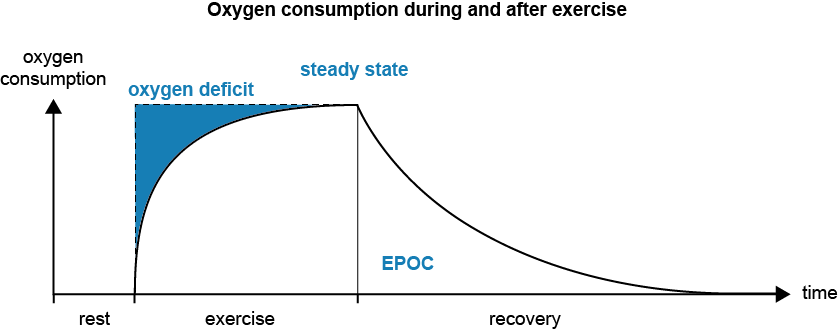 Oxygen consumption during and after exercise
oxygen
consumption
steady state
oxygen deficit
EPOC
time
rest
exercise
recovery